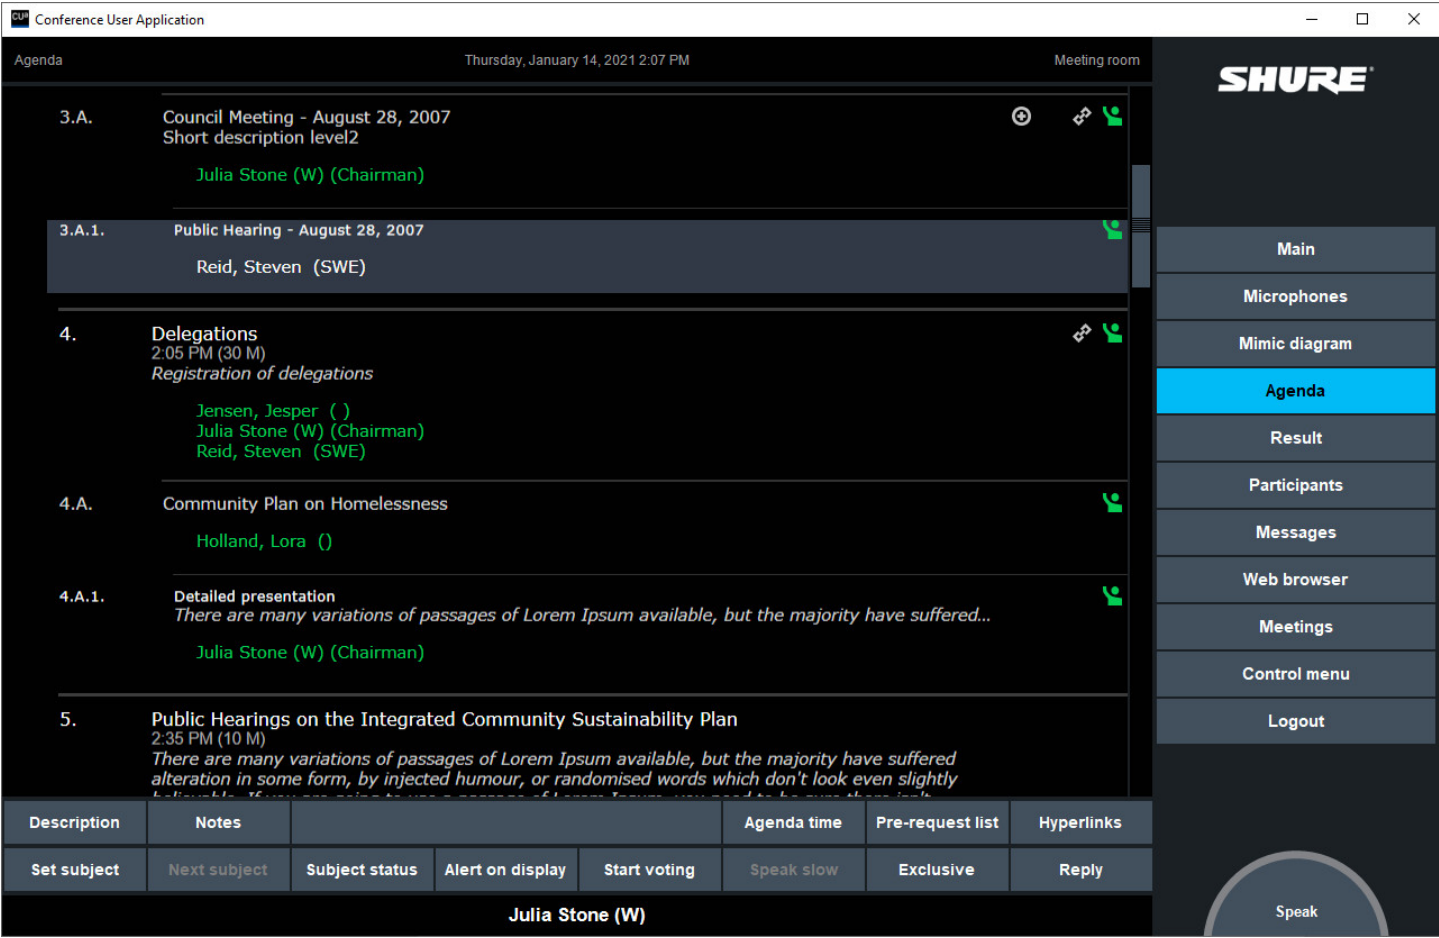 CUa Conference User Application
Agenda
Thursday, January 14, 2021 2:07 PM
Meeting room
SHURE
3.A. Council Meeting - August 28, 2007
Short description level2
Julia Stone (W) (Chairman)
3.A.1. Public Hearing - August 28, 2007
Reid, Steven (SWE)
4. Delegations
2:05 PM (30 M)
Registration of delegations
Jensen, Jesper ( )
Julia Stone (W) (Chairman)
Reid, Steven (SWE)
4.A. Community Plan on Homelessness
Holland, Lora ()
4.A.1. Detailed presentation
There are many variations of passages of Lorem Ipsum available, but the majority have suffered...
Julia Stone (W) (Chairman)
5. Public Hearings on the Integrated Community Sustainability Plan
2:35 PM (10 M)
There are many variations of passages of Lorem Ipsum available, but the majority have suffered
alteration in some form, by injected humour, or randomised words which don't look even slightly
Main
Microphones
Mimic diagram
Agenda
Result
Participants
Messages
Web browser
Meetings
Control menu
Logout
Description Notes Agenda time Pre-request list Hyperlinks
Set subject Next subject Subject status Alert on display Start voting Speak slow Exclusive Reply
Julia Stone (W)
Speak